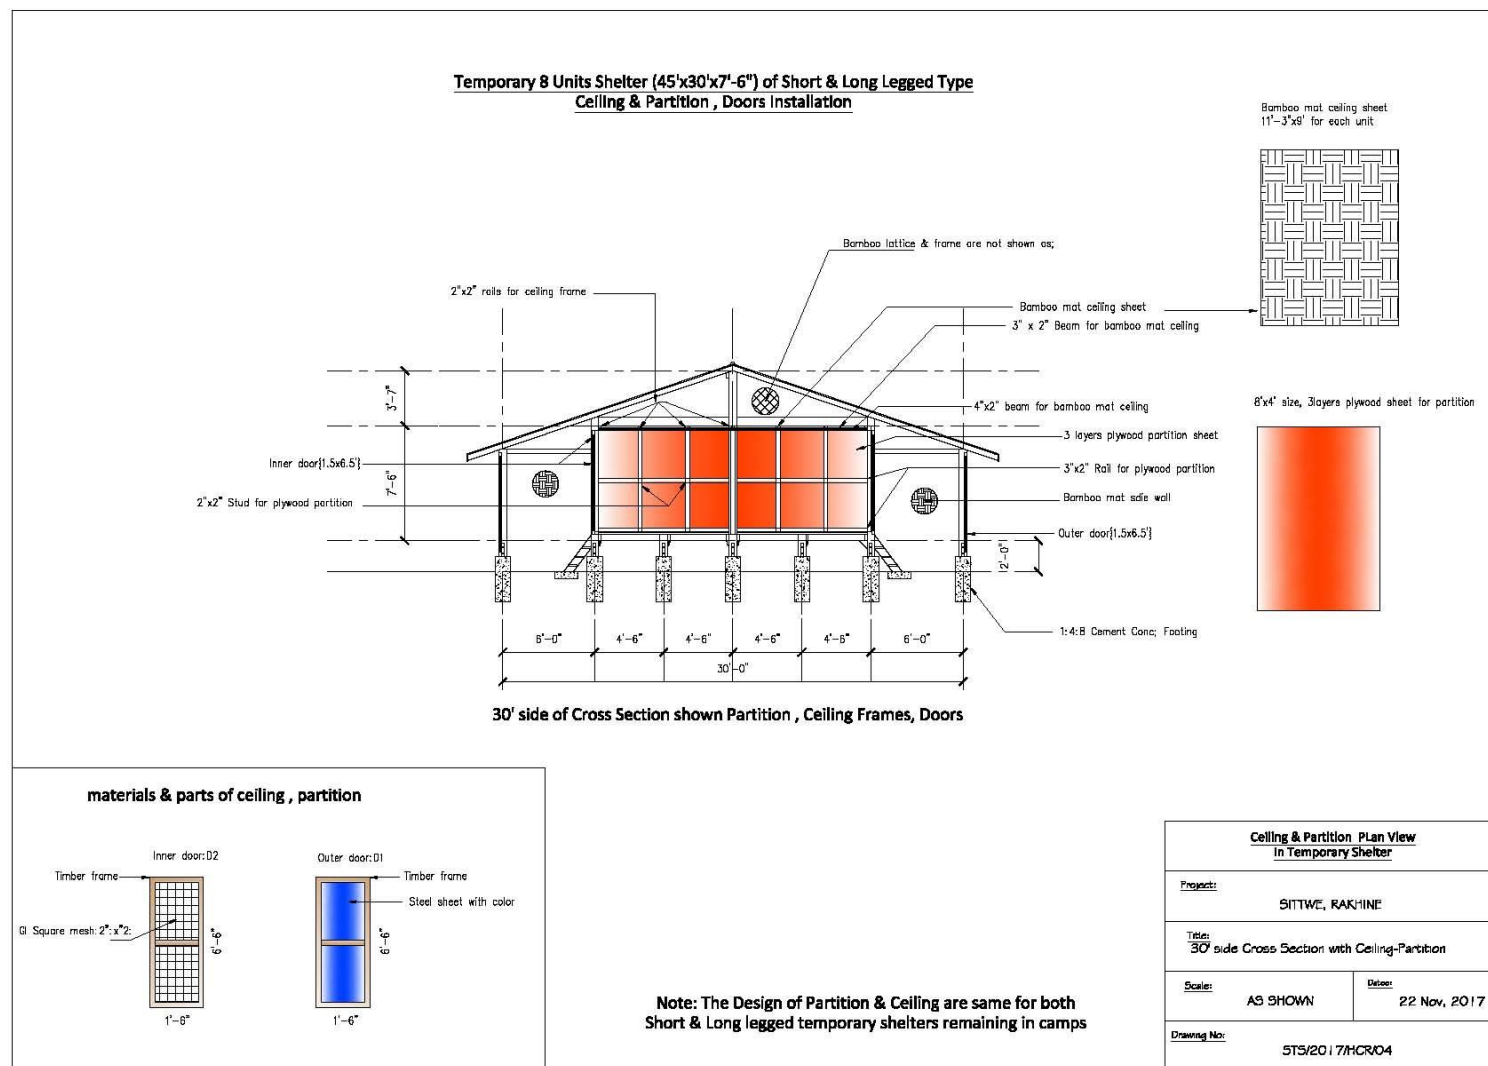 Temporary 8 Units Shelter (45'x30'x7'-6") of Short & Long Legged Type
Ceiling & Partition , Doors Installation
Bamboo mat ceiling sheet
11'-3"x9' for each unit
Bamboo lattice & frame are not shown as;
2"x2" rails for ceiling frame
Bamboo mat ceiling sheet
3" x 2" Beam for bamboo mat ceiling
3'-7"
4"x2" beam for bamboo mat ceiling
8'x4' size, 3layers plywood sheet for partition
3 layers plywood partition sheet
Inner door{1.5x6.5'}
7'-6"
3"x2" Rail for plywood partition
2"x2" Stud for plywood partition
Bamboo mat side wall
Outer door{1.5x6.5'}
2'-0"
1:4:8 Cement Conc; Footing
6'-0"
4'-6"
4'-6"
4'-6"
4'-6"
6'-0"
30'-0"
30' side of Cross Section shown Partition , Ceiling Frames, Doors
materials & parts of ceiling , partition
Inner door:D2
Outer door:D1
Timber frame
Timber frame
Steel sheet with color
GI Square mesh: 2":x"2:
6'-6"
6'-6"
1'-6"
1'-6"
Note: The Design of Partition & Ceiling are same for both
Short & Long legged temporary shelters remaining in camps
Ceiling & Partition Plan View
In Temporary Shelter
Project:
SITTWE, RAKHINE
Title:
30' side Cross Section with Ceiling-Partition
Scale:
AS SHOWN
Dates:
22 Nov, 2017
Drawing No:
STS/2017/HCR/04